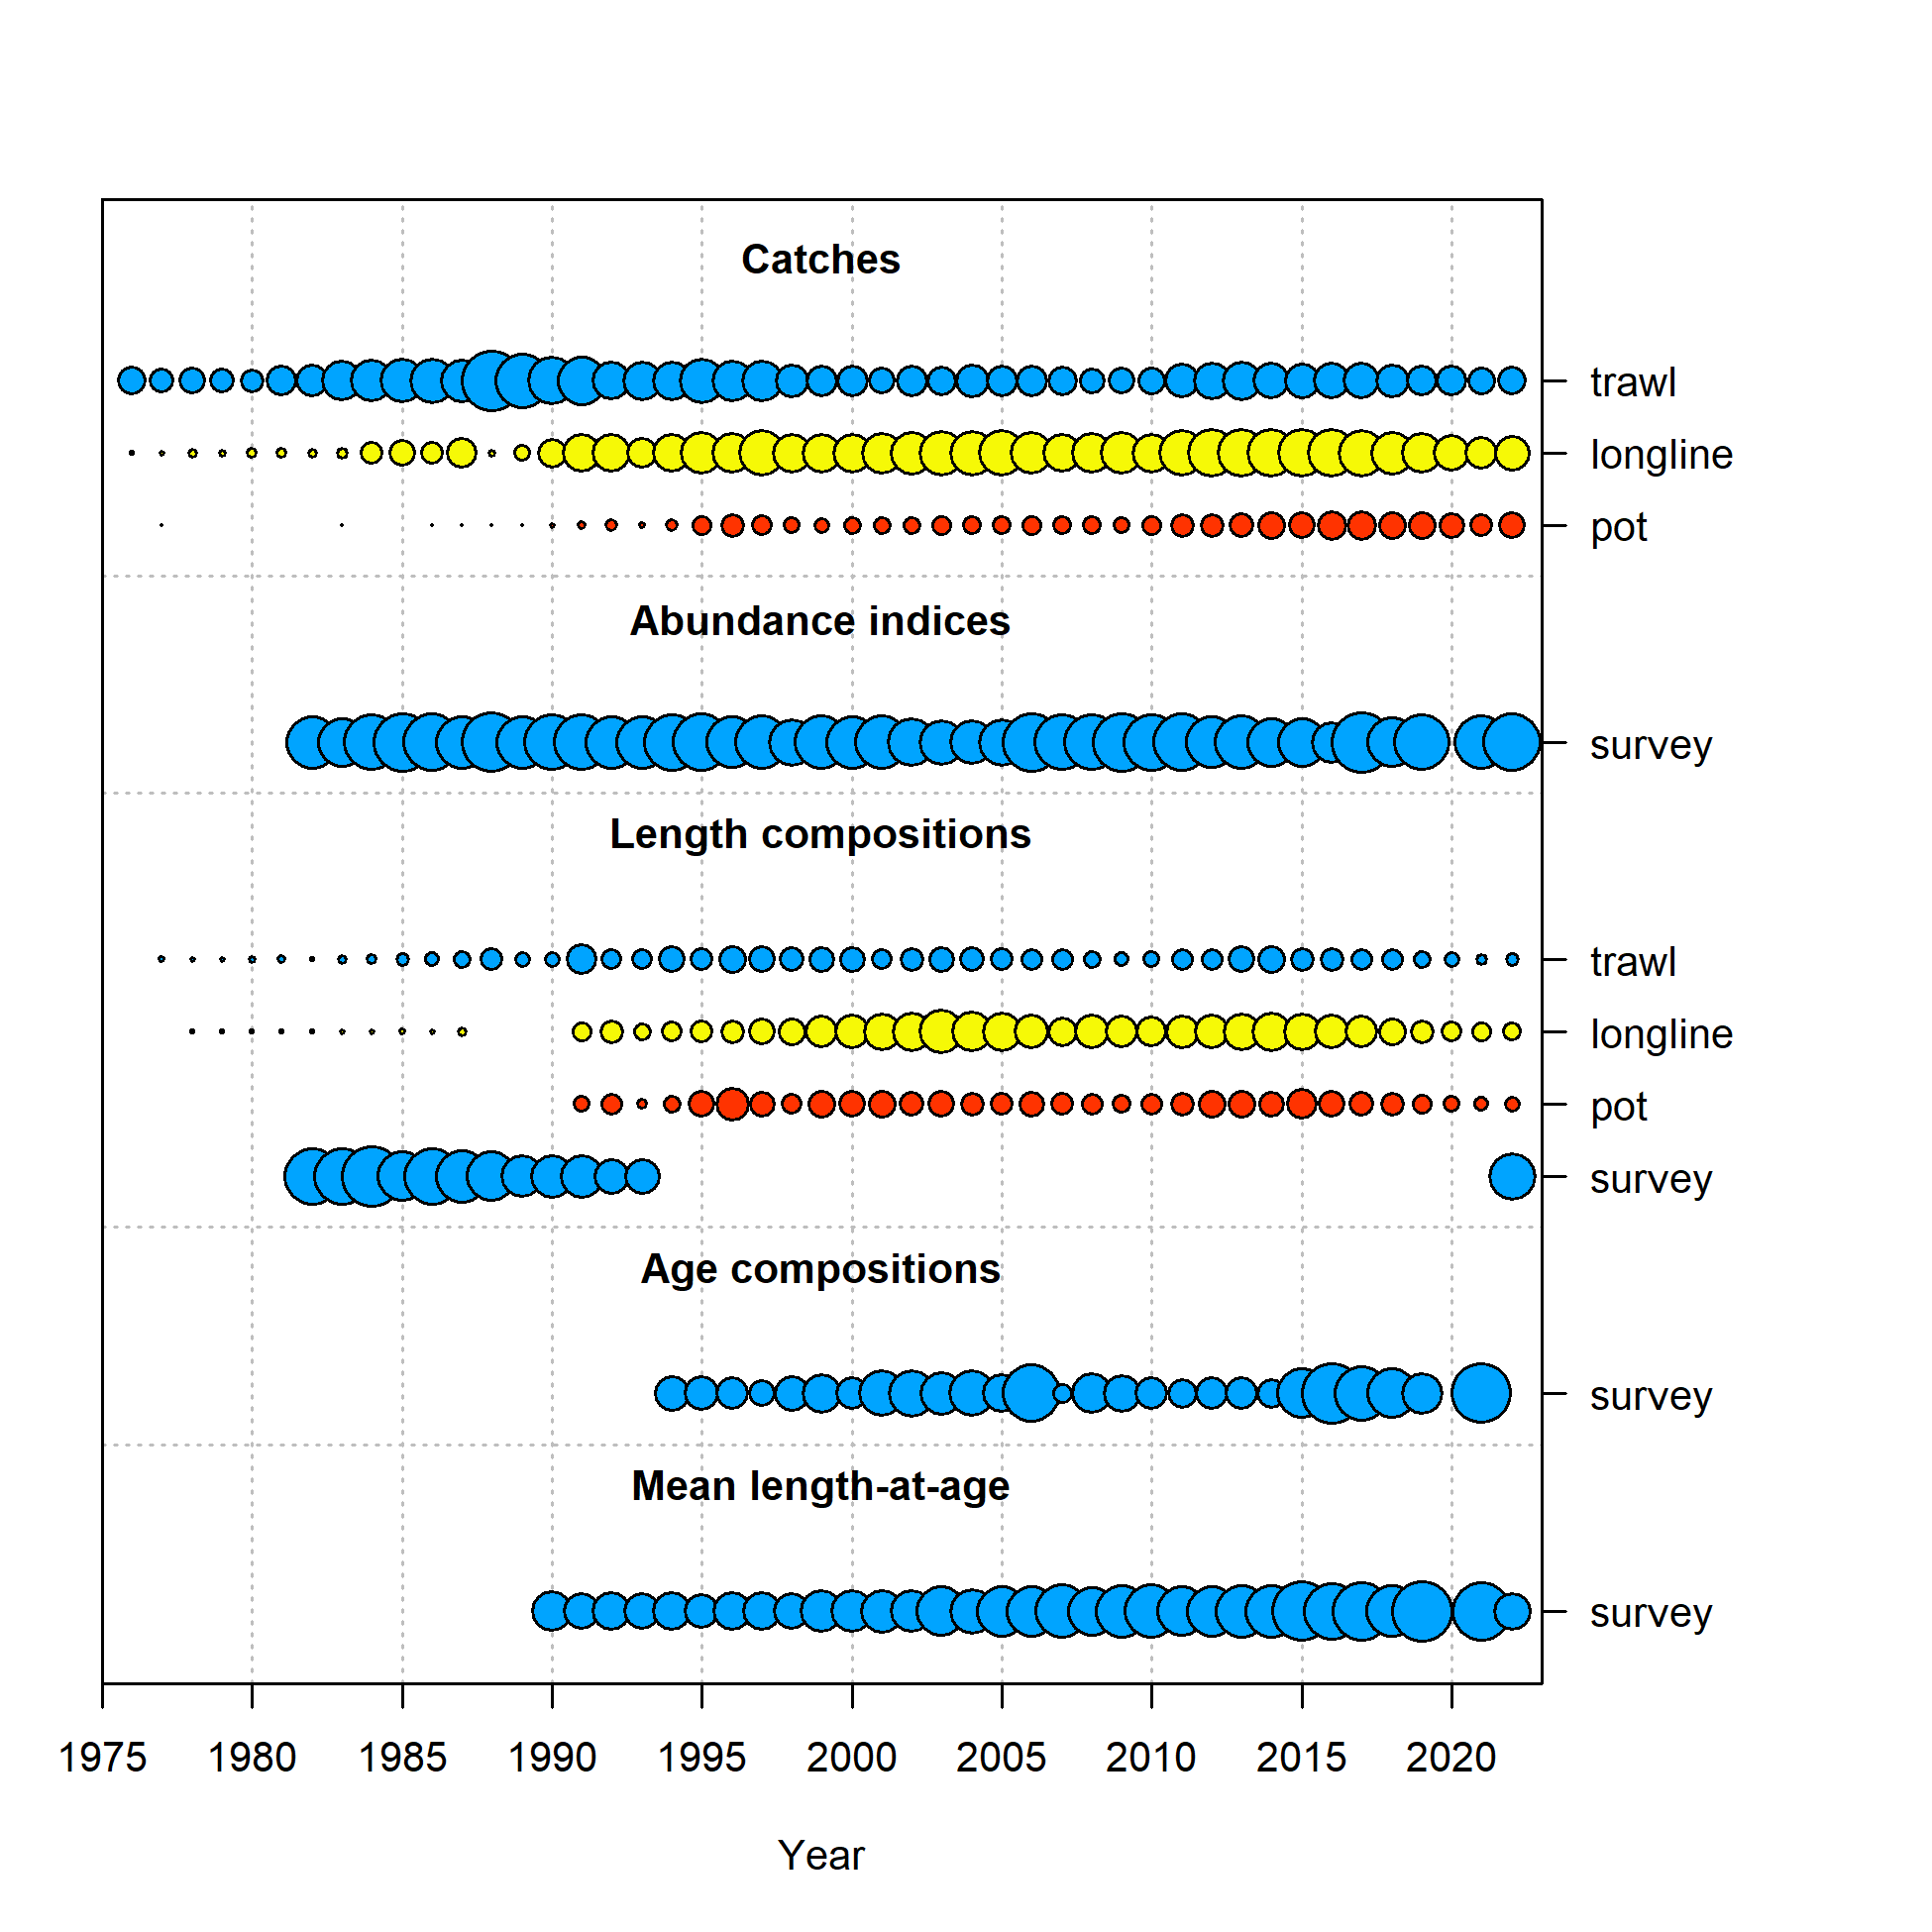 Catches
trawl
longline
pot
Abundance indices
survey
Length compositions
trawl
longline
pot
survey
Age compositions
survey
Mean length-at-age
survey
1975 1980 1985 1990 1995 2000 2005 2010 2015 2020
Year